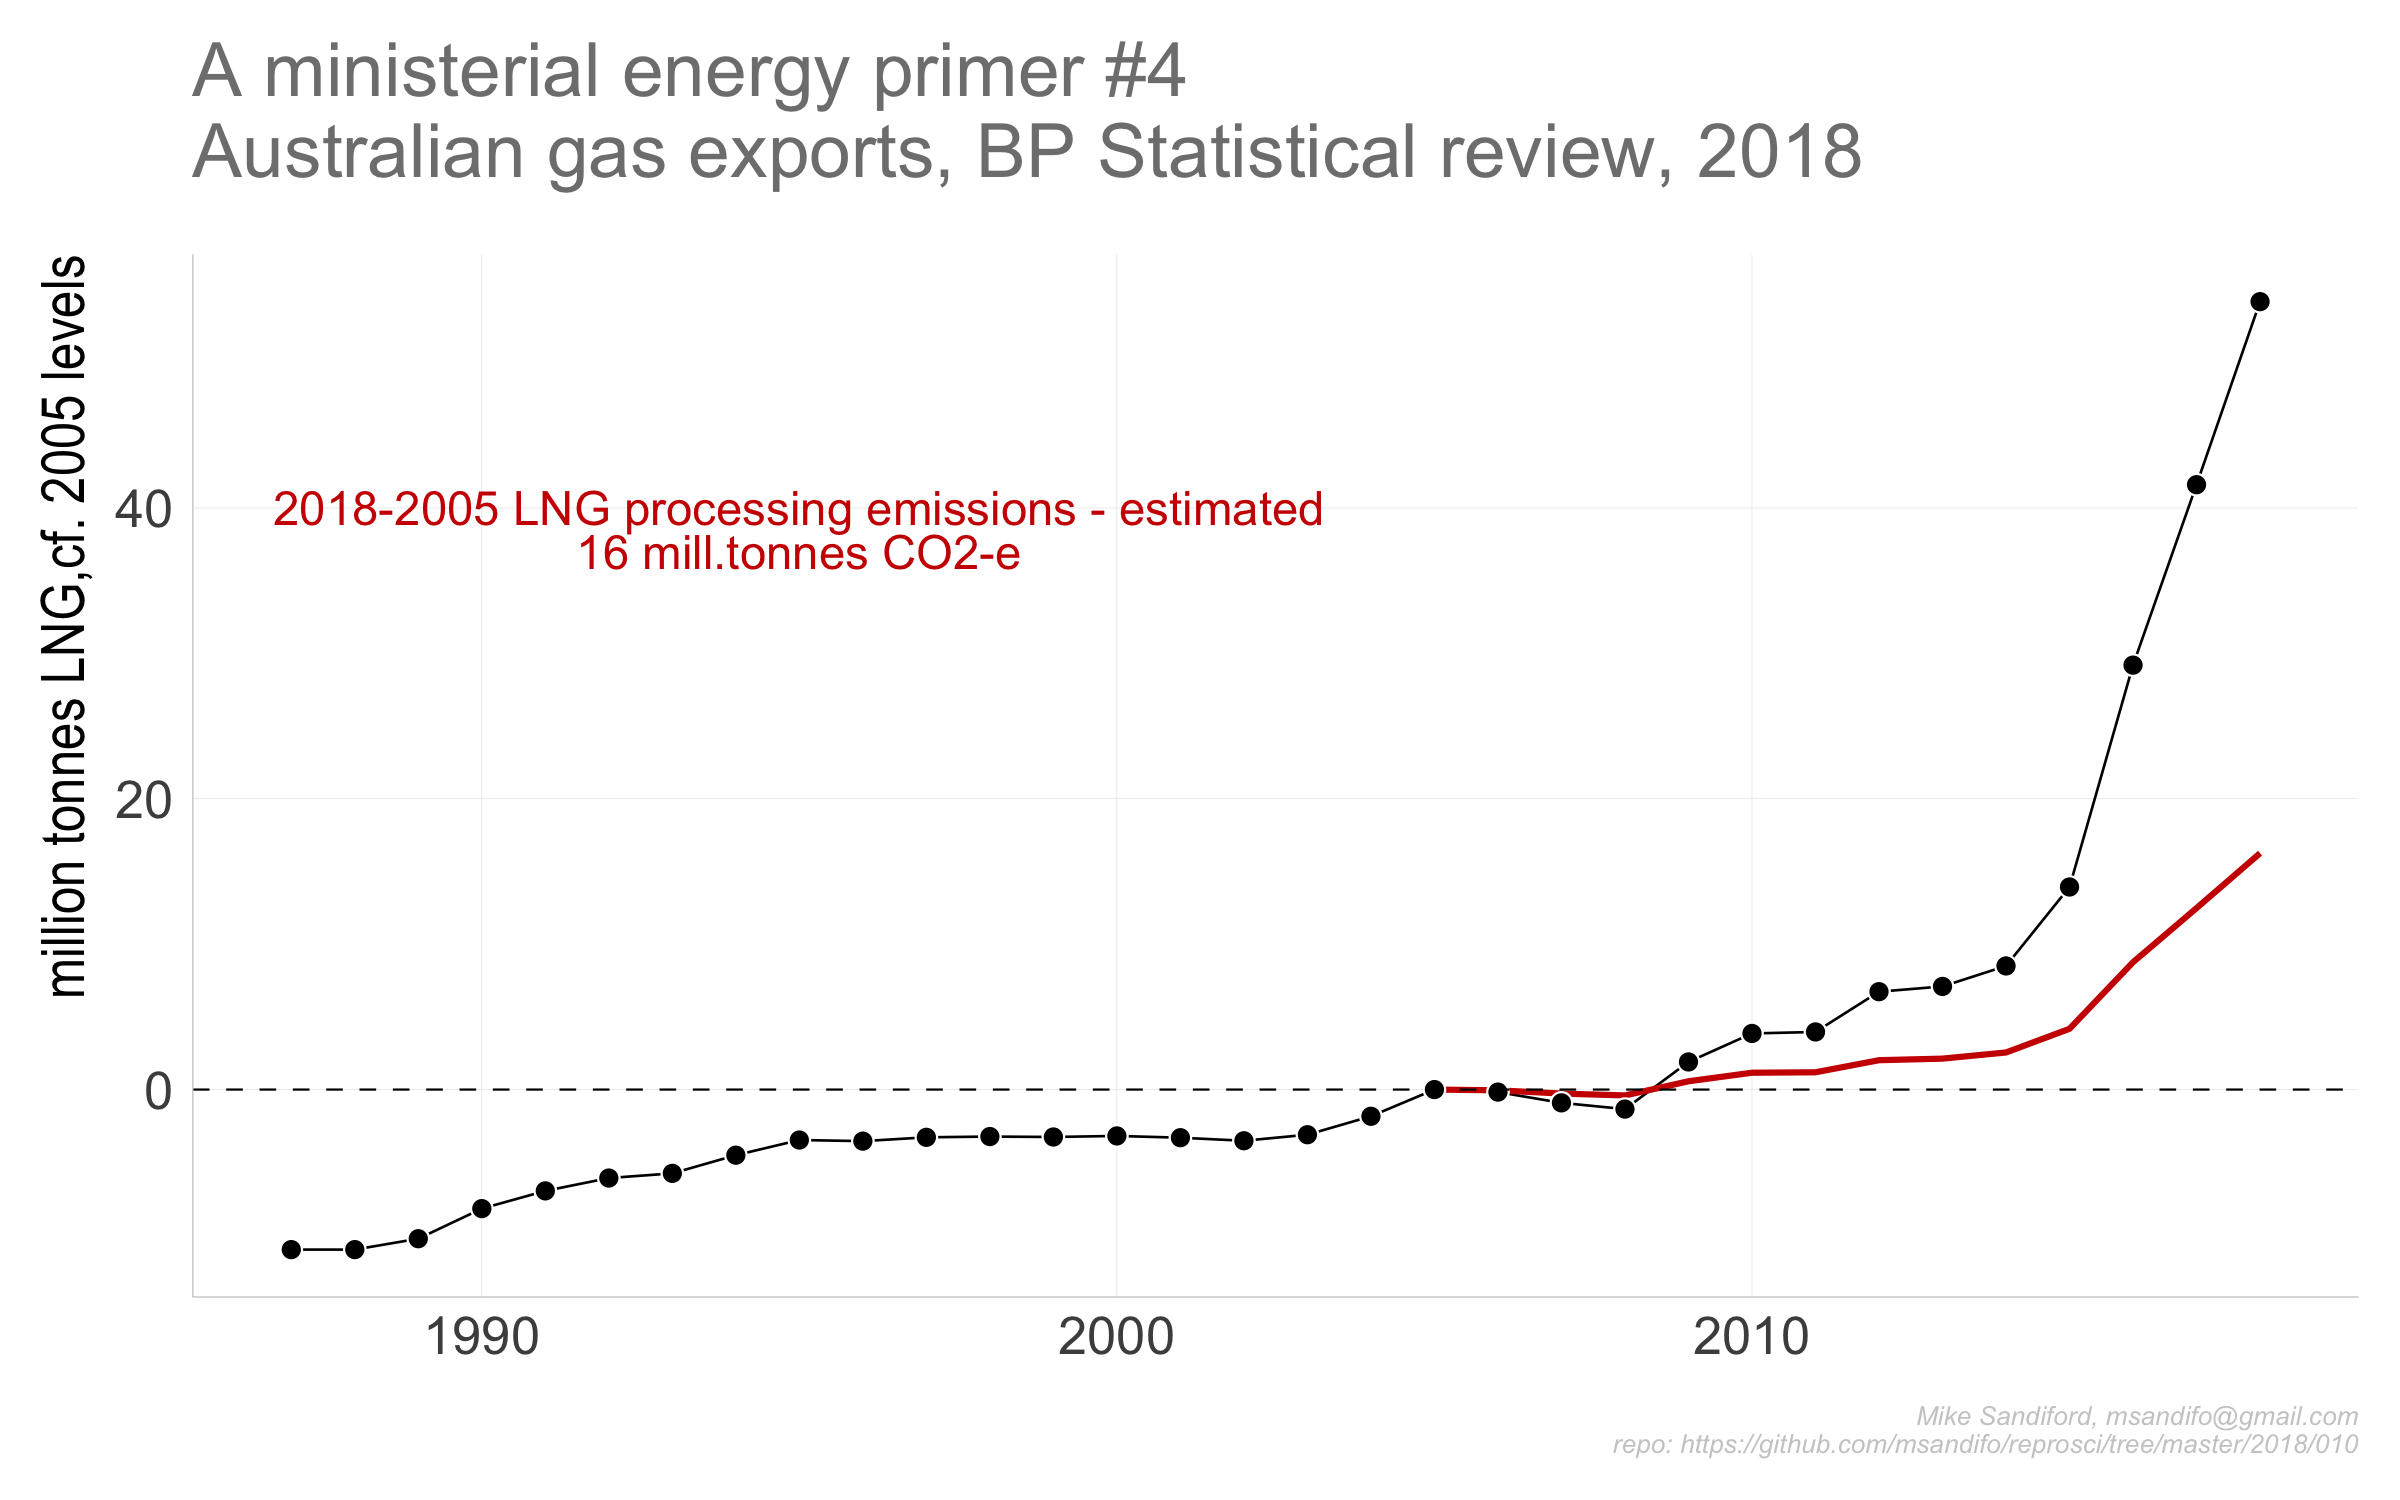 A ministerial energy primer #4
Australian gas exports, BP Statistical review, 2018
million tonnes LNG,cf. 2005 levels
40
20
0
2018-2005 LNG processing emissions - estimated
16 mill.tonnes CO2-e
1990
2000
2010
Mike Sandiford, msandifo@gmail.com
repo: https://github.com/msandifo/reprosci/tree/master/2018/010